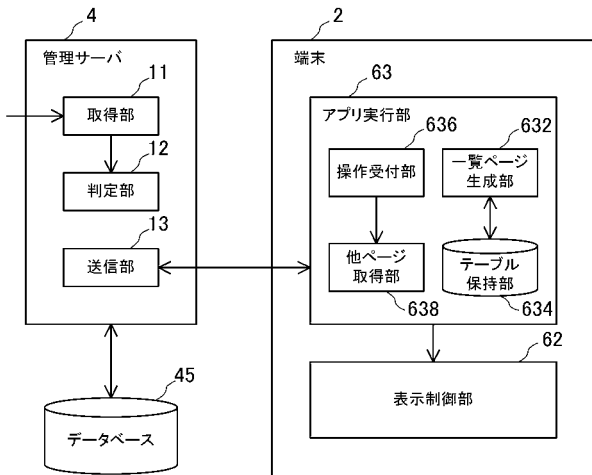 4
管理サーバ
11
取得部
12
判定部
13
送信部
45
データベース
2
端末
63
アプリ実行部
636
操作受付部
632
一覧ページ
生成部
他ページ
取得部
638
テーブル
保持部
634
62
表示制御部